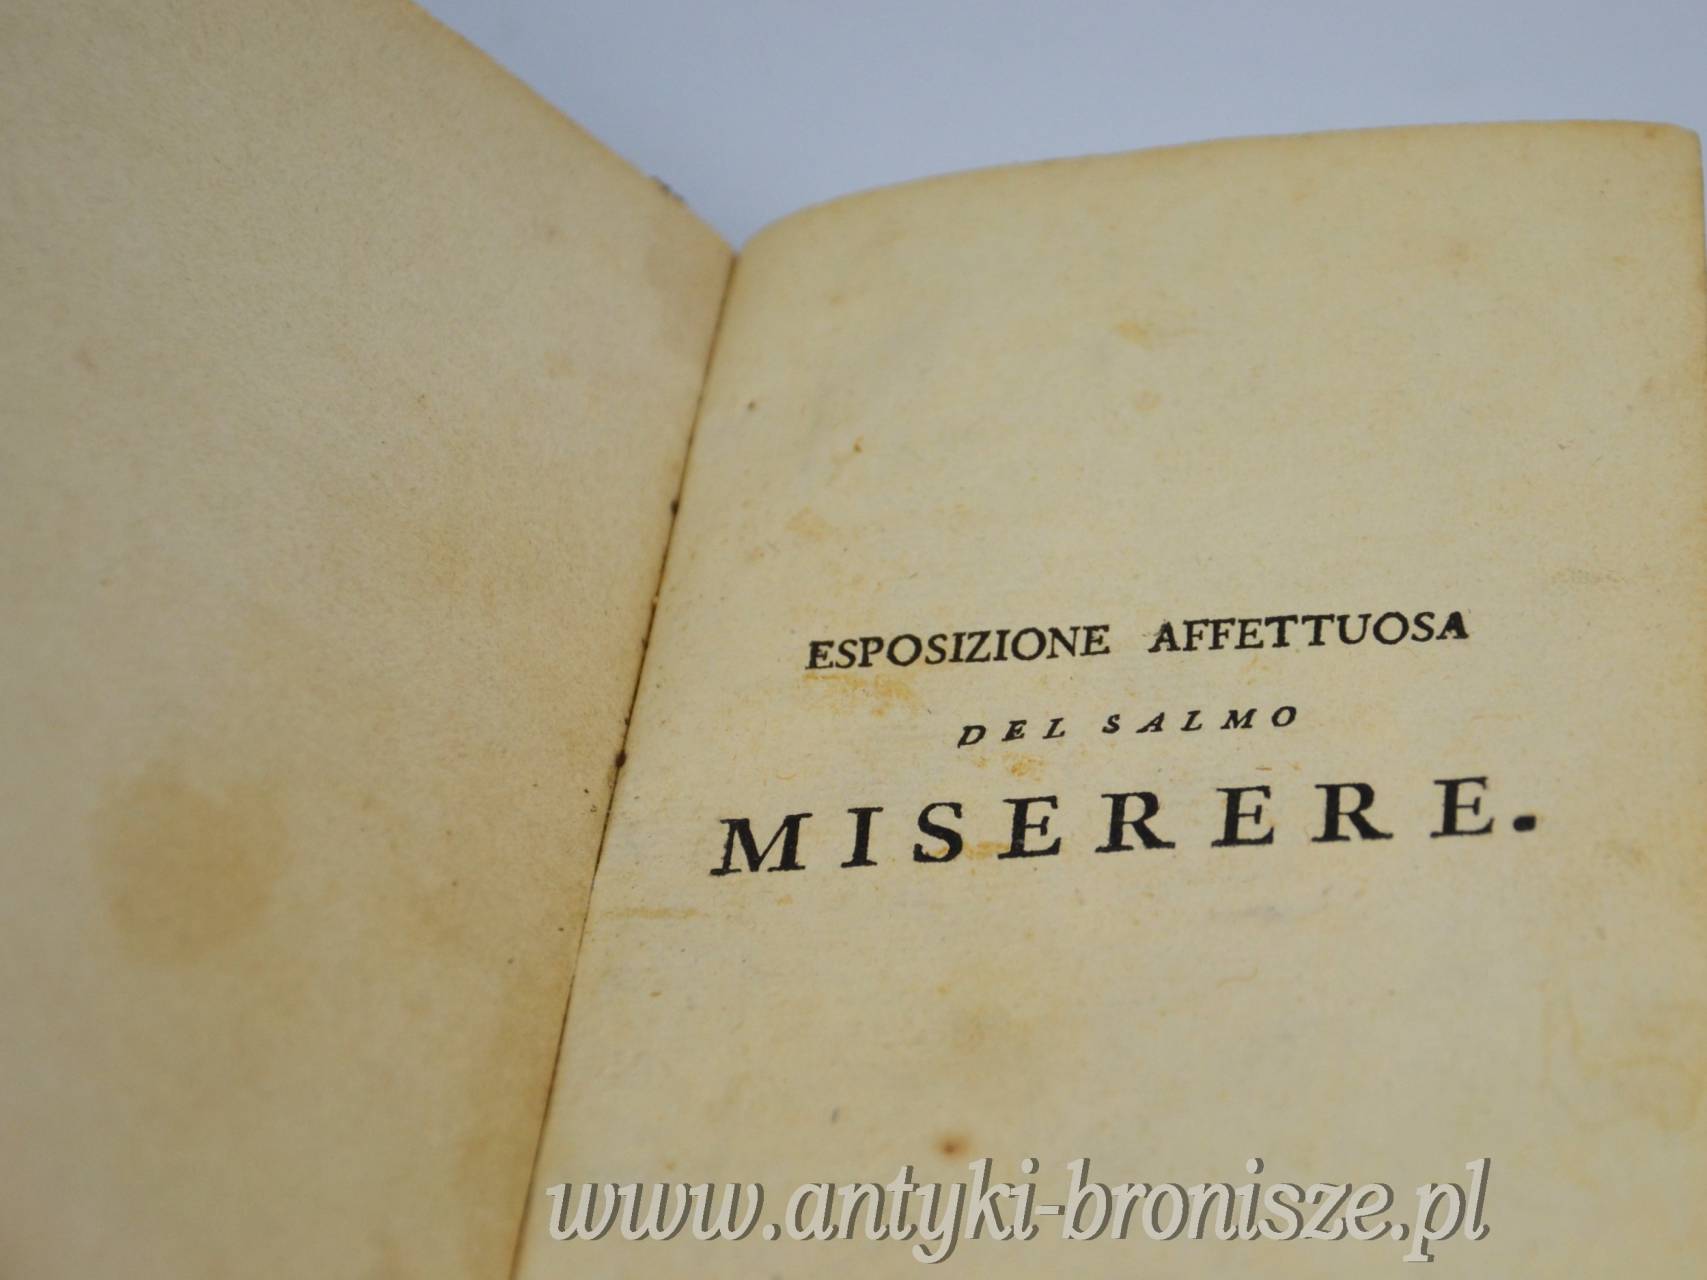 ESPOSIZIONE AFFETTUOSA
DEL SALMO
MISERERE.
www.antyki-bronisze.pl